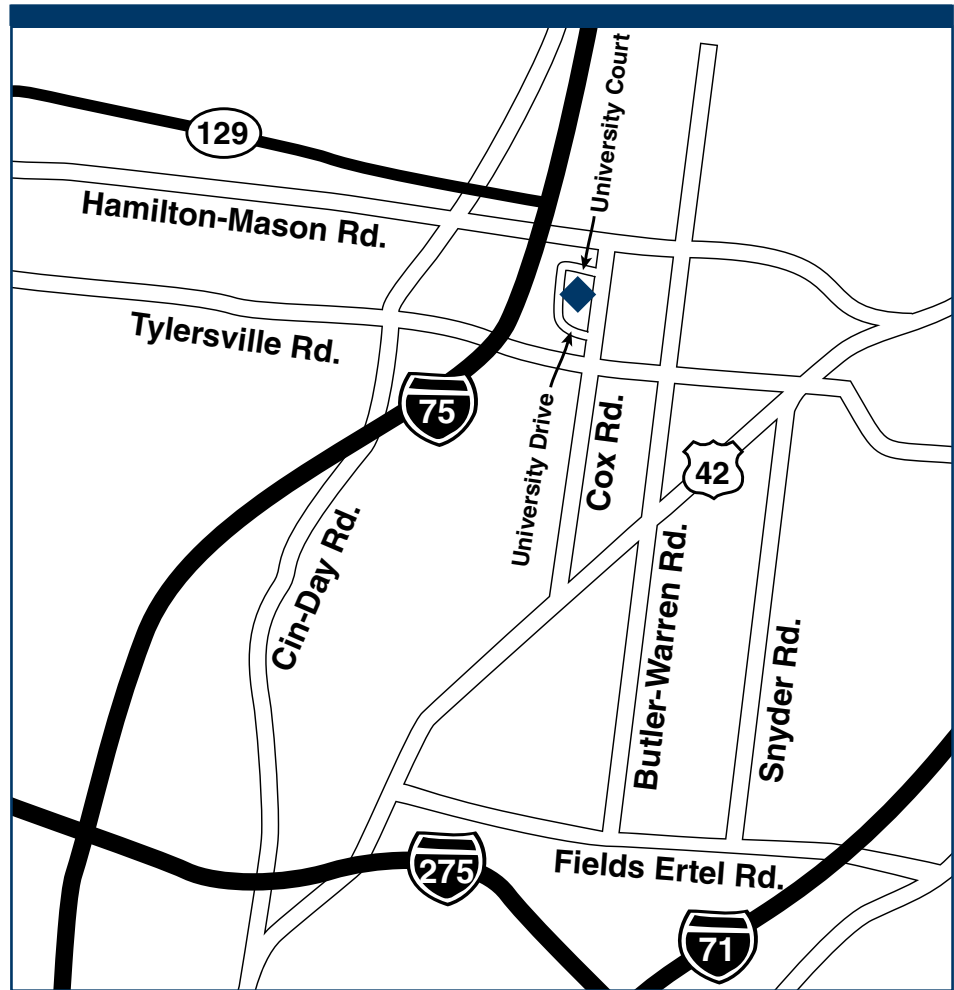 University Court
129
Hamilton-Mason Rd.
Tylersville Rd.
75
University Drive
Cox Rd.
42
Cin-Day Rd.
Butler-Warren Rd.
Snyder Rd.
275
Fields Ertel Rd.
71